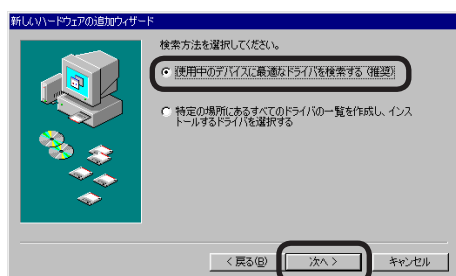 新しいハードウェアの追加ウィザード
検索方法を選択してください。
使用中のデバイスに最適なドライバを検索する (推奨)
特定の場所にあるすべてのドライバの一覧を作成し、インス
トールするドライバを選択する
< 戻る(B)
次へ >
キャンセル